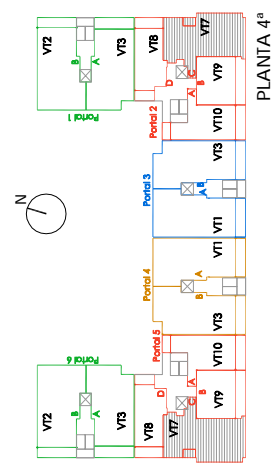 VT7
VT2
B
A
VT3
VT8
D
C
A
B
VT9
Portal 1
Portal 2
VT10
PLANTA 4ª
VT3
Portal 3
A
B
N
VT1
VT1
Portal 4
A
B
VT3
Portal 5
VT10
Portal 6
A
VT9
B
C
D
VT2
B
A
VT3
VT8
VT7